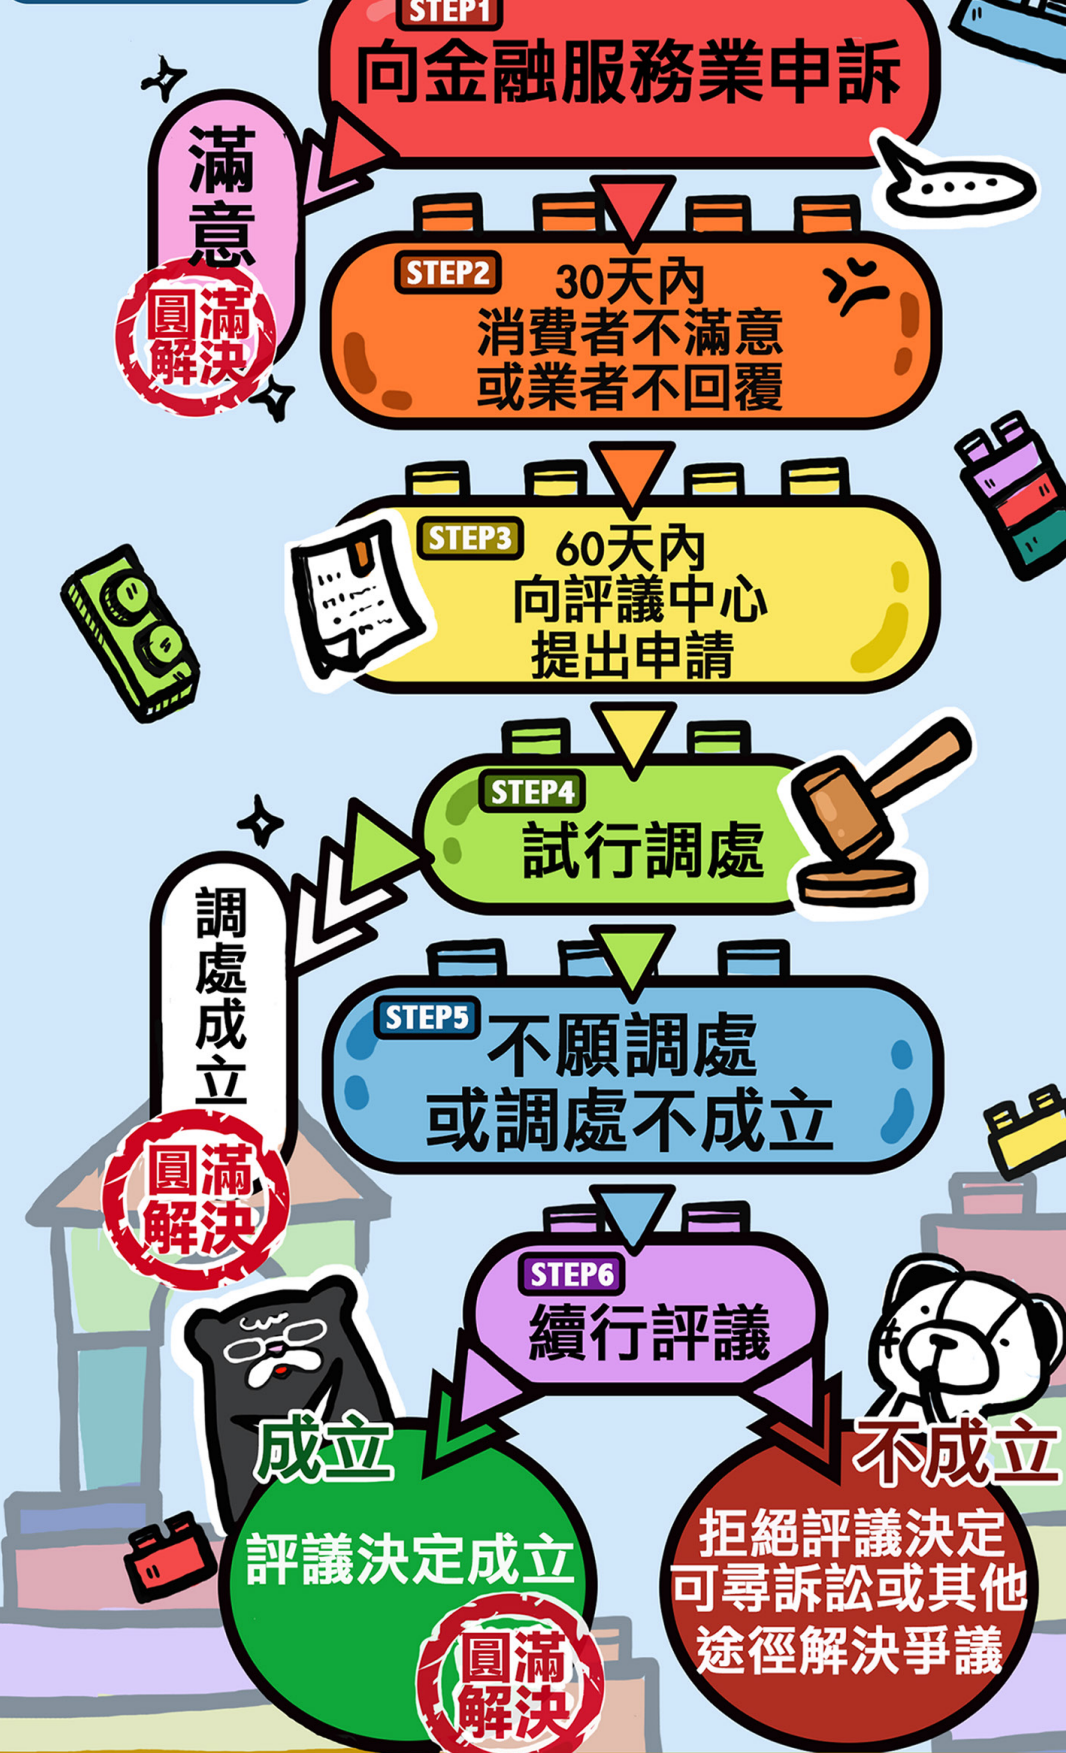 STEP1
向金融服務業申訴
滿意
圓滿
解決
STEP2
30天內
消費者不滿意
或業者不回覆
STEP3
60天內
向評議中心
提出申請
STEP4
試行調處
調處成立
圓滿
解決
STEP5
不願調處
或調處不成立
STEP6
續行評議
成立
評議決定成立
圓滿
解決
不成立
拒絕評議決定
可尋訴訟或其他
途徑解決爭議